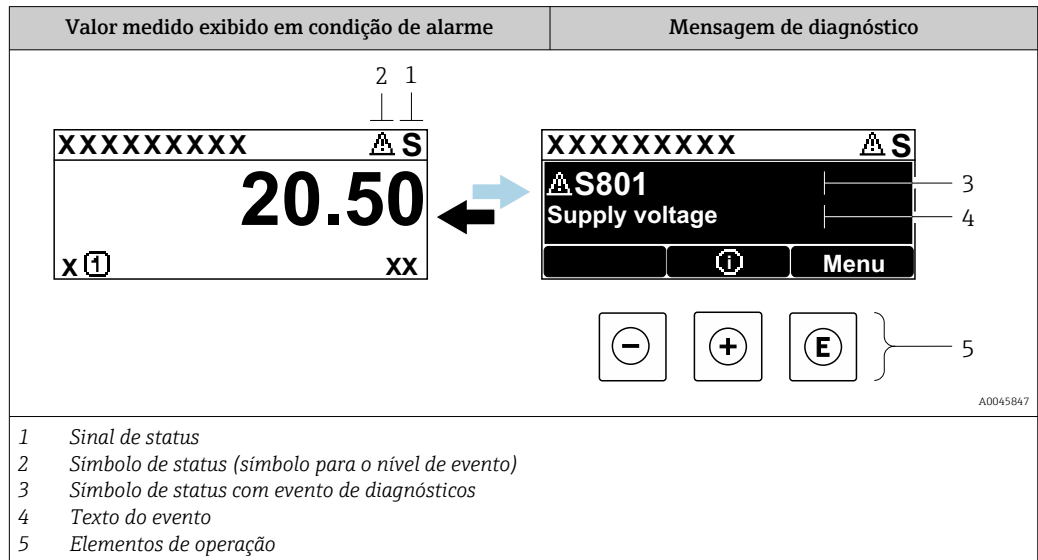 Valor medido exibido em condição de alarme
Mensagem de diagnóstico
2 1
XXXXXXXXX ⚠ S
20.50
X 1 XX
XXXXXXXXX ⚠ S
⚠S801
3
Supply voltage
4
i Menu
− + E
5
A0045847
1 Sinal de status
2 Símbolo de status (símbolo para o nível de evento)
3 Símbolo de status com evento de diagnósticos
4 Texto do evento
5 Elementos de operação